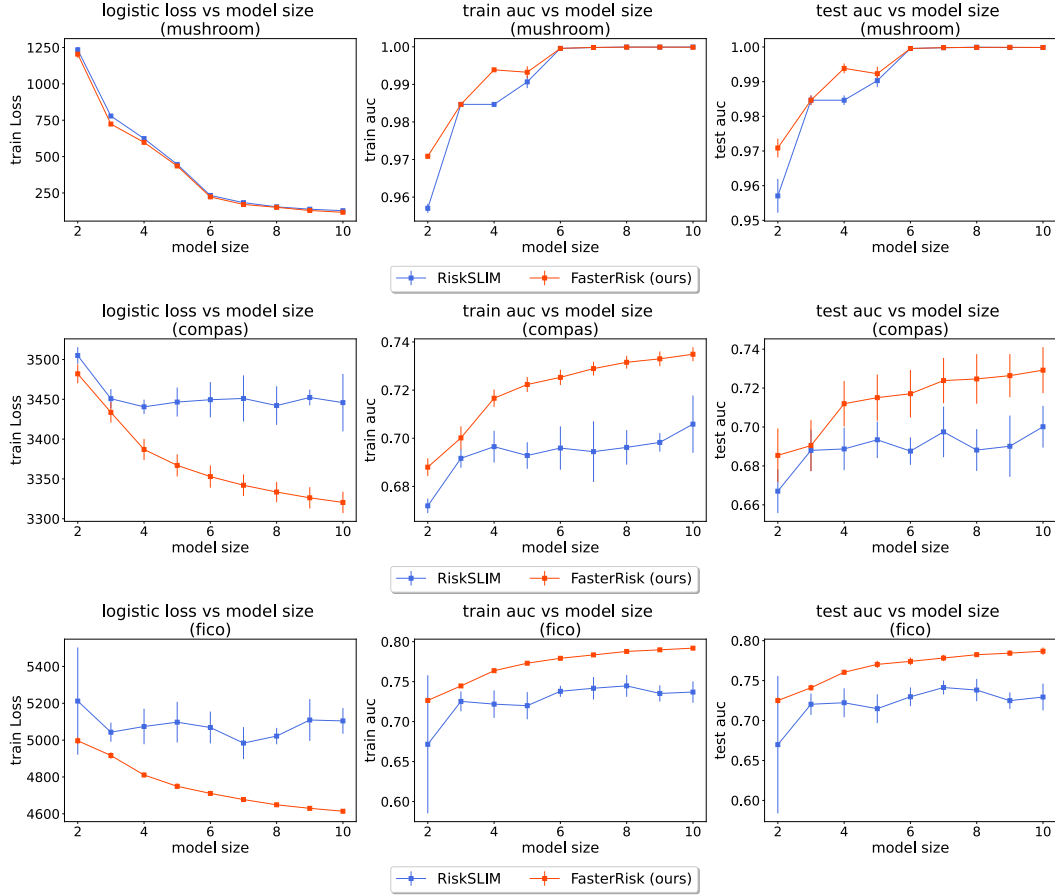 logistic loss vs model size
(mushroom)
train auc vs model size
(mushroom)
test auc vs model size
(mushroom)
train Loss
1250
1000
750
500
250
2 4 6 8 10
model size
train auc
1.00
0.99
0.98
0.97
0.96
2 4 6 8 10
model size
test auc
1.00
0.99
0.98
0.97
0.96
0.95
2 4 6 8 10
model size
RiskSLIM FasterRisk (ours)
logistic loss vs model size
(compas)
train auc vs model size
(compas)
test auc vs model size
(compas)
train Loss
3500
3450
3400
3350
3300
2 4 6 8 10
model size
train auc
0.74
0.72
0.70
0.68
2 4 6 8 10
model size
test auc
0.74
0.72
0.70
0.68
0.66
2 4 6 8 10
model size
RiskSLIM FasterRisk (ours)
logistic loss vs model size
(fico)
train auc vs model size
(fico)
test auc vs model size
(fico)
train Loss
5400
5200
5000
4800
4600
2 4 6 8 10
model size
train auc
0.80
0.75
0.70
0.65
0.60
2 4 6 8 10
model size
test auc
0.80
0.75
0.70
0.65
0.60
2 4 6 8 10
model size
RiskSLIM FasterRisk (ours)